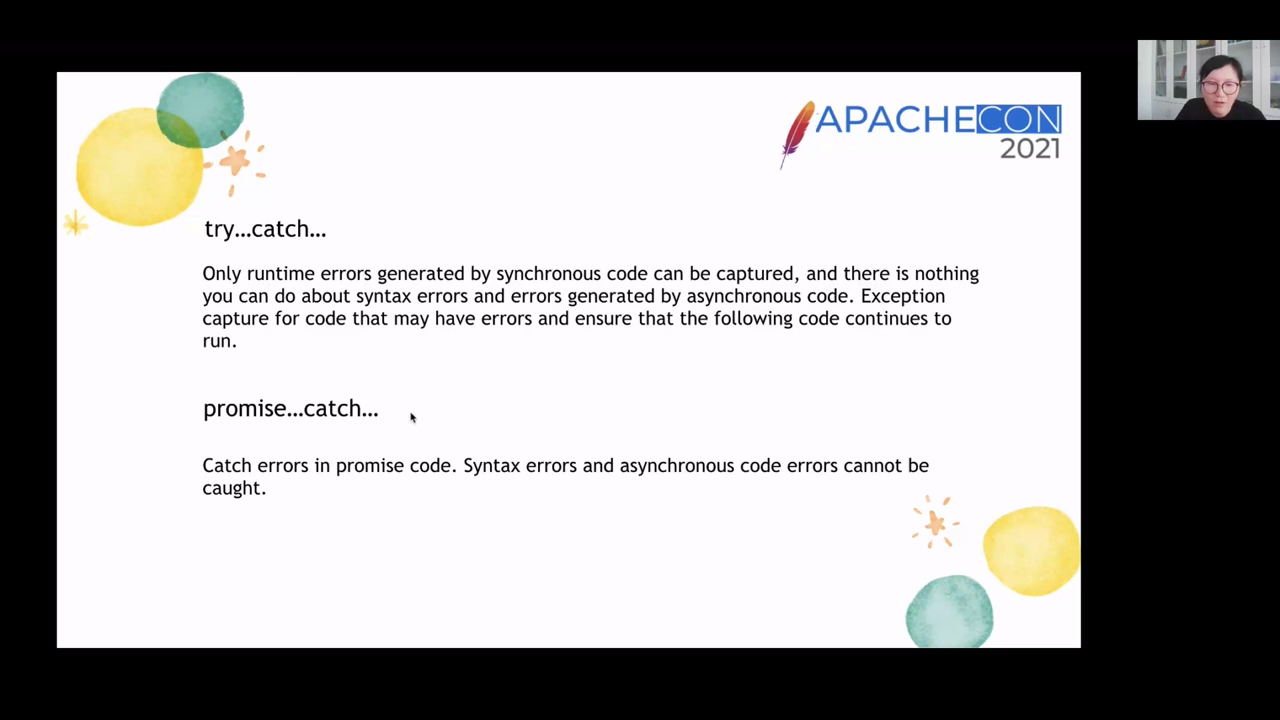 APACHECON
2021
try...catch...
Only runtime errors generated by synchronous code can be captured, and there is nothing
you can do about syntax errors and errors generated by asynchronous code. Exception
capture for code that may have errors and ensure that the following code continues to
run.
promise...catch...
Catch errors in promise code. Syntax errors and asynchronous code errors cannot be
caught.